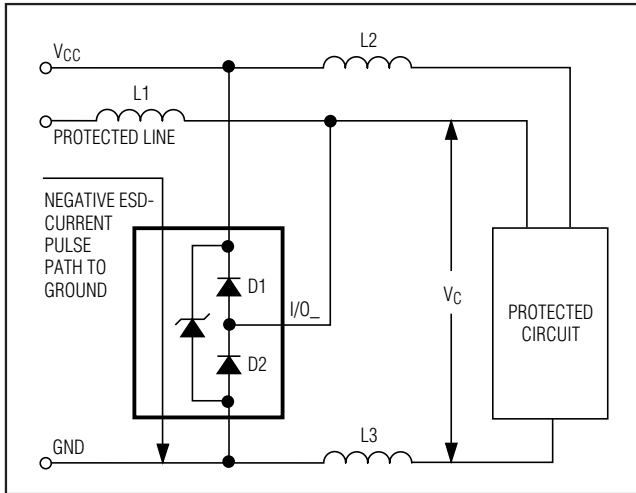 VCC
L2
L1
PROTECTED LINE
NEGATIVE ESD-
CURRENT
PULSE
PATH TO
GROUND
D1
I/O_
D2
VC
PROTECTED
CIRCUIT
GND
L3